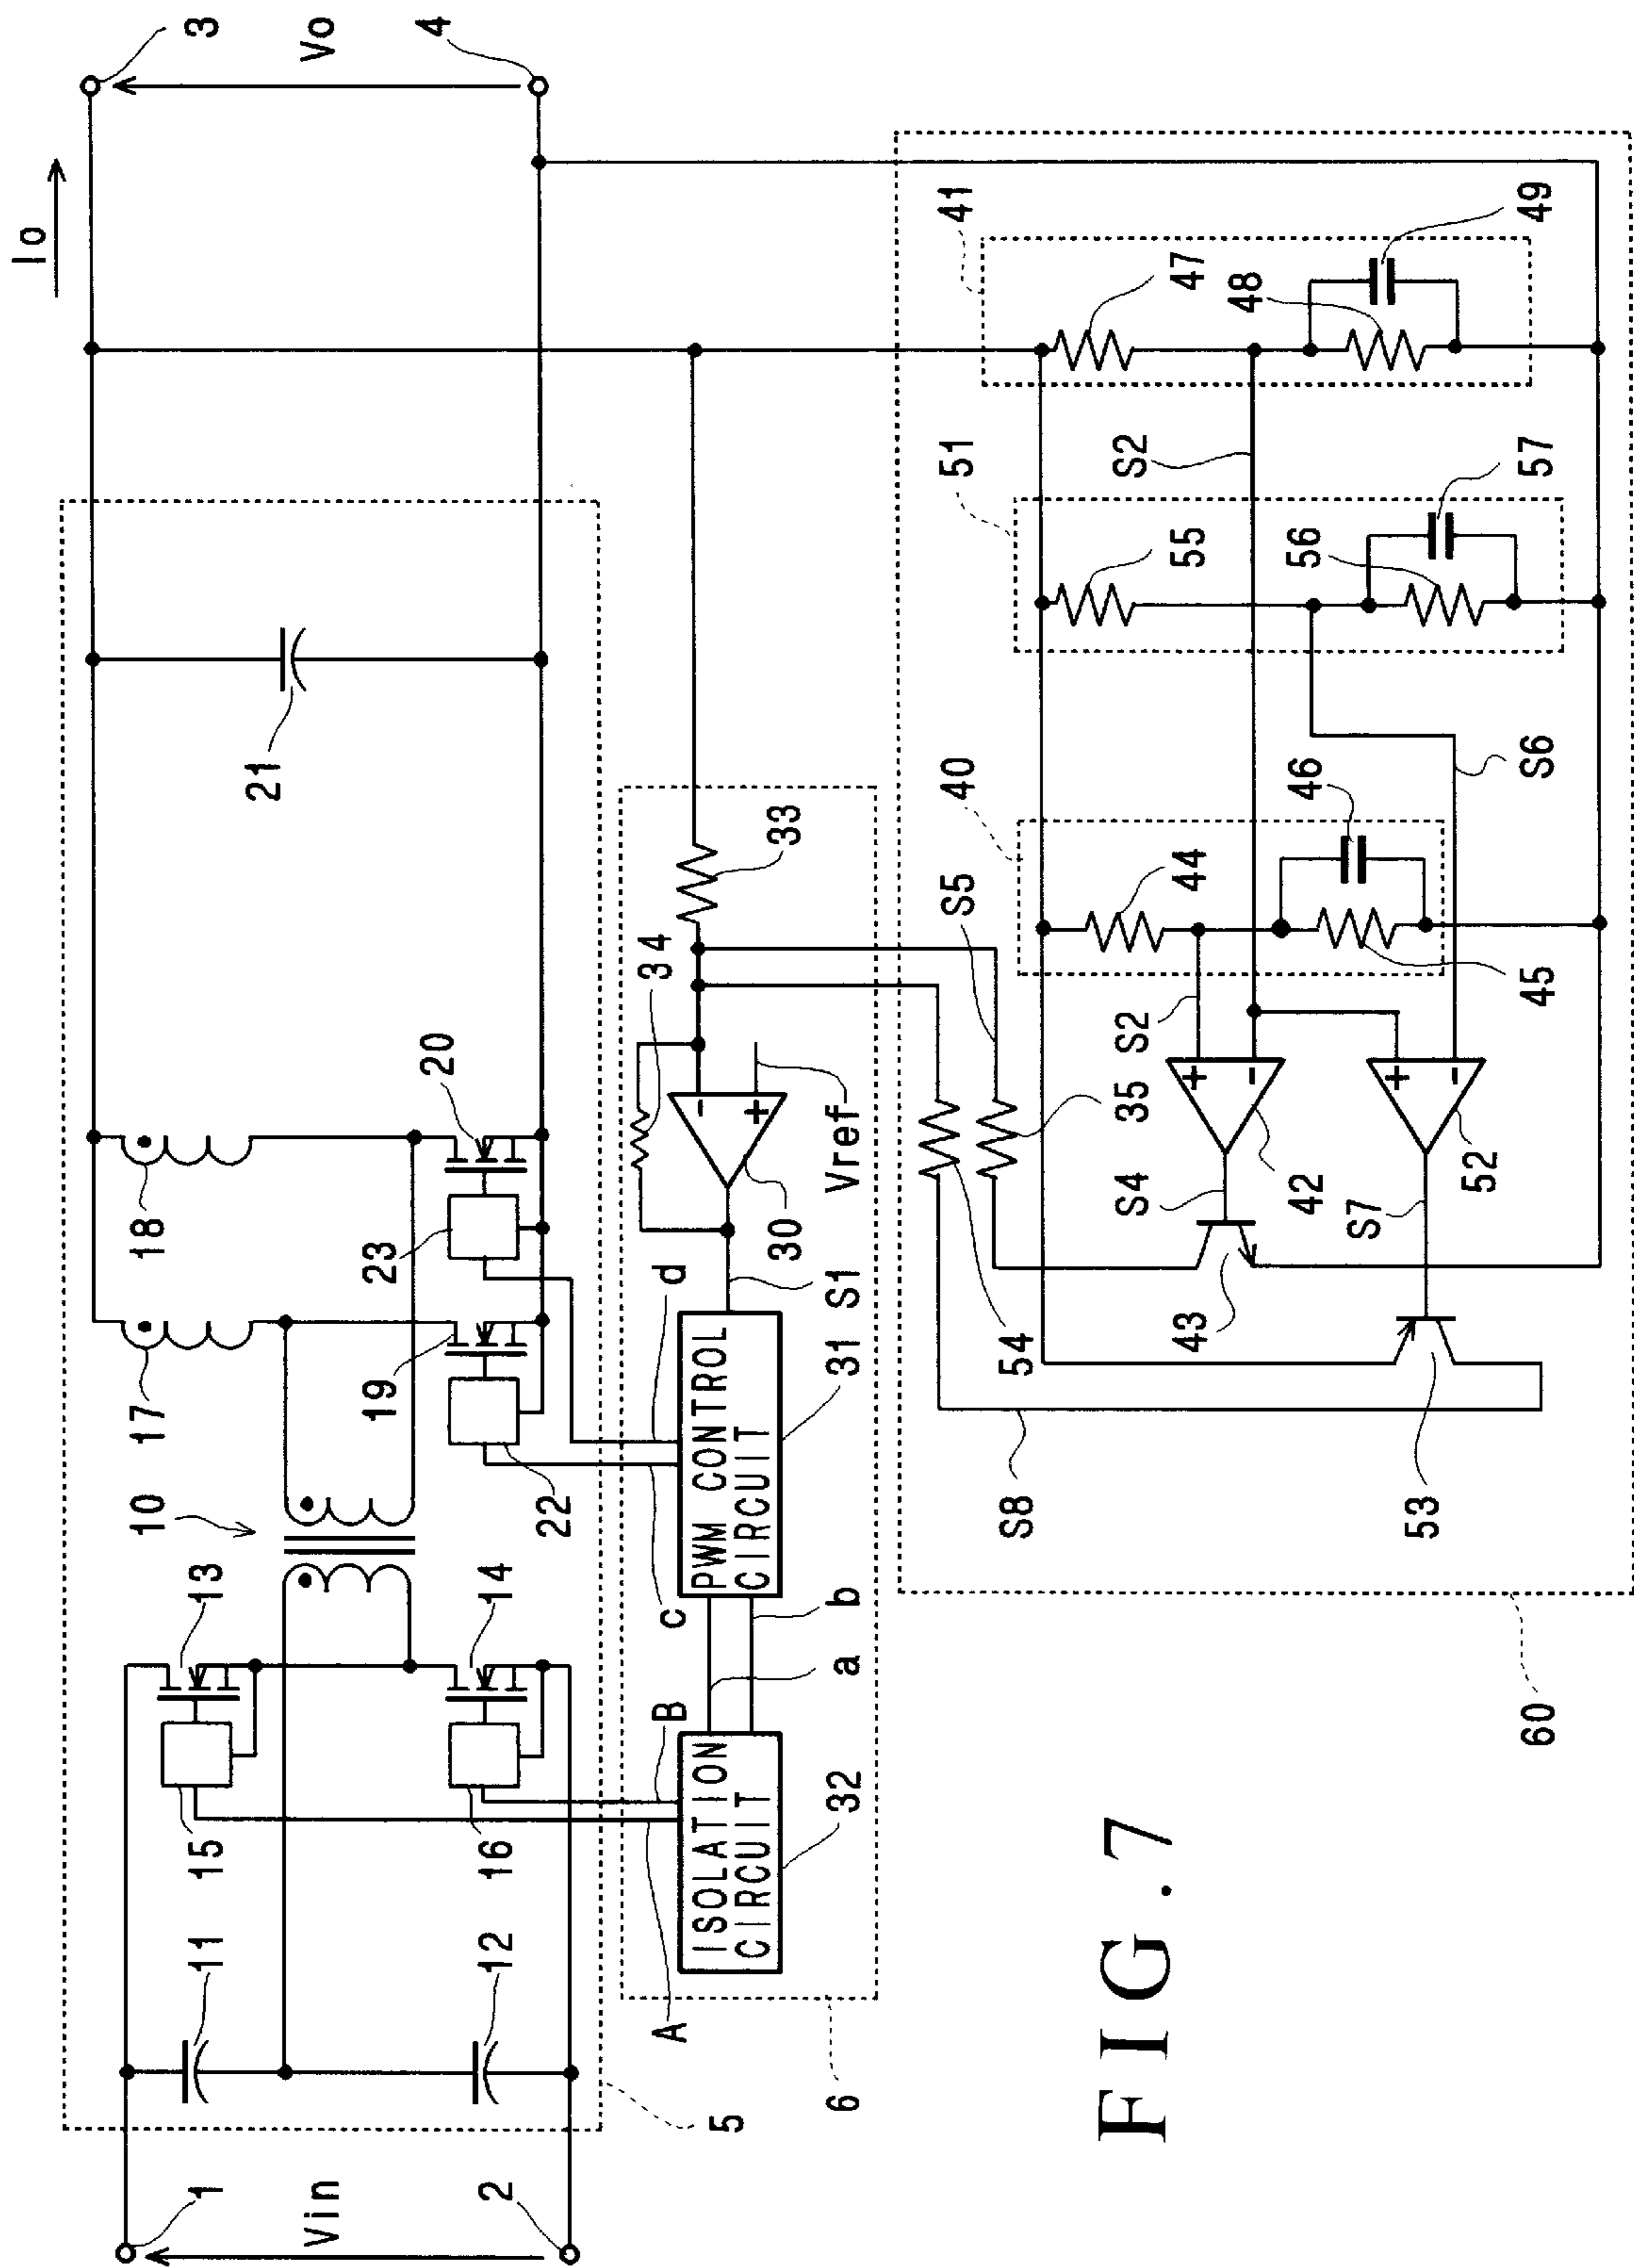 Io
3
Vo
4
5
10
17
18
13
15
11
12
14
16
19
22
23
20
21
1
Vin
2
6
A
B
a
b
c
d
ISOLATION
CIRCUIT
32
PWM CONTROL
CIRCUIT
31
S1
30
-
+
Vref
34
33
60
S8
54
35
S5
43
S4
53
S7
42
+
-
52
+
-
S2
40
44
45
46
S6
51
55
56
57
S2
41
47
48
49
FIG.7